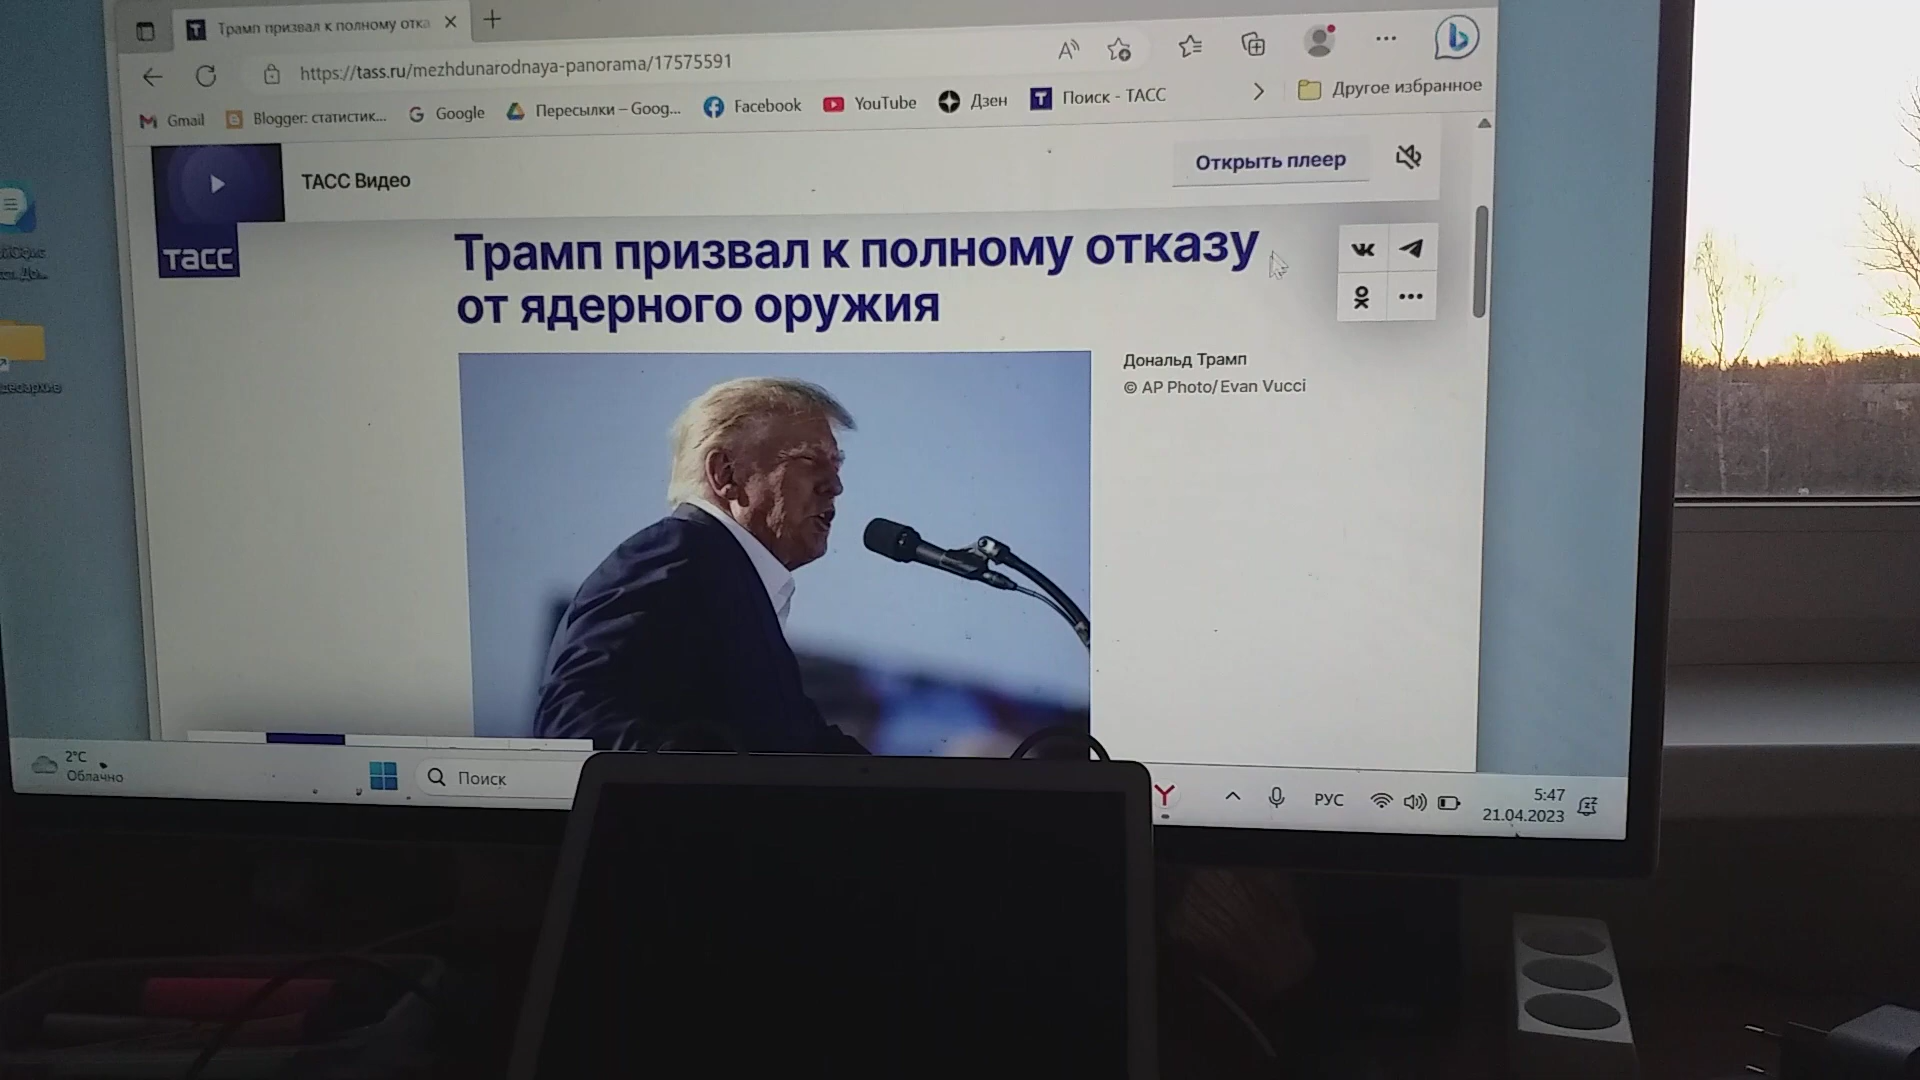 Трамп призвал к полному отка
https://tass.ru/mezhdunarodnaya-panorama/17575591
Gmail
Blogger: статистик...
Google
Пересылки – Goog...
Facebook
YouTube
Дзен
Поиск - ТАСС
Другое избранное
ТАСС Видео
Открыть плеер
ТАСС
Трамп призвал к полному отказу
от ядерного оружия
Дональд Трамп
© AP Photo/Evan Vucci
2°C
Облачно
Поиск
РУС
5:47
21.04.2023